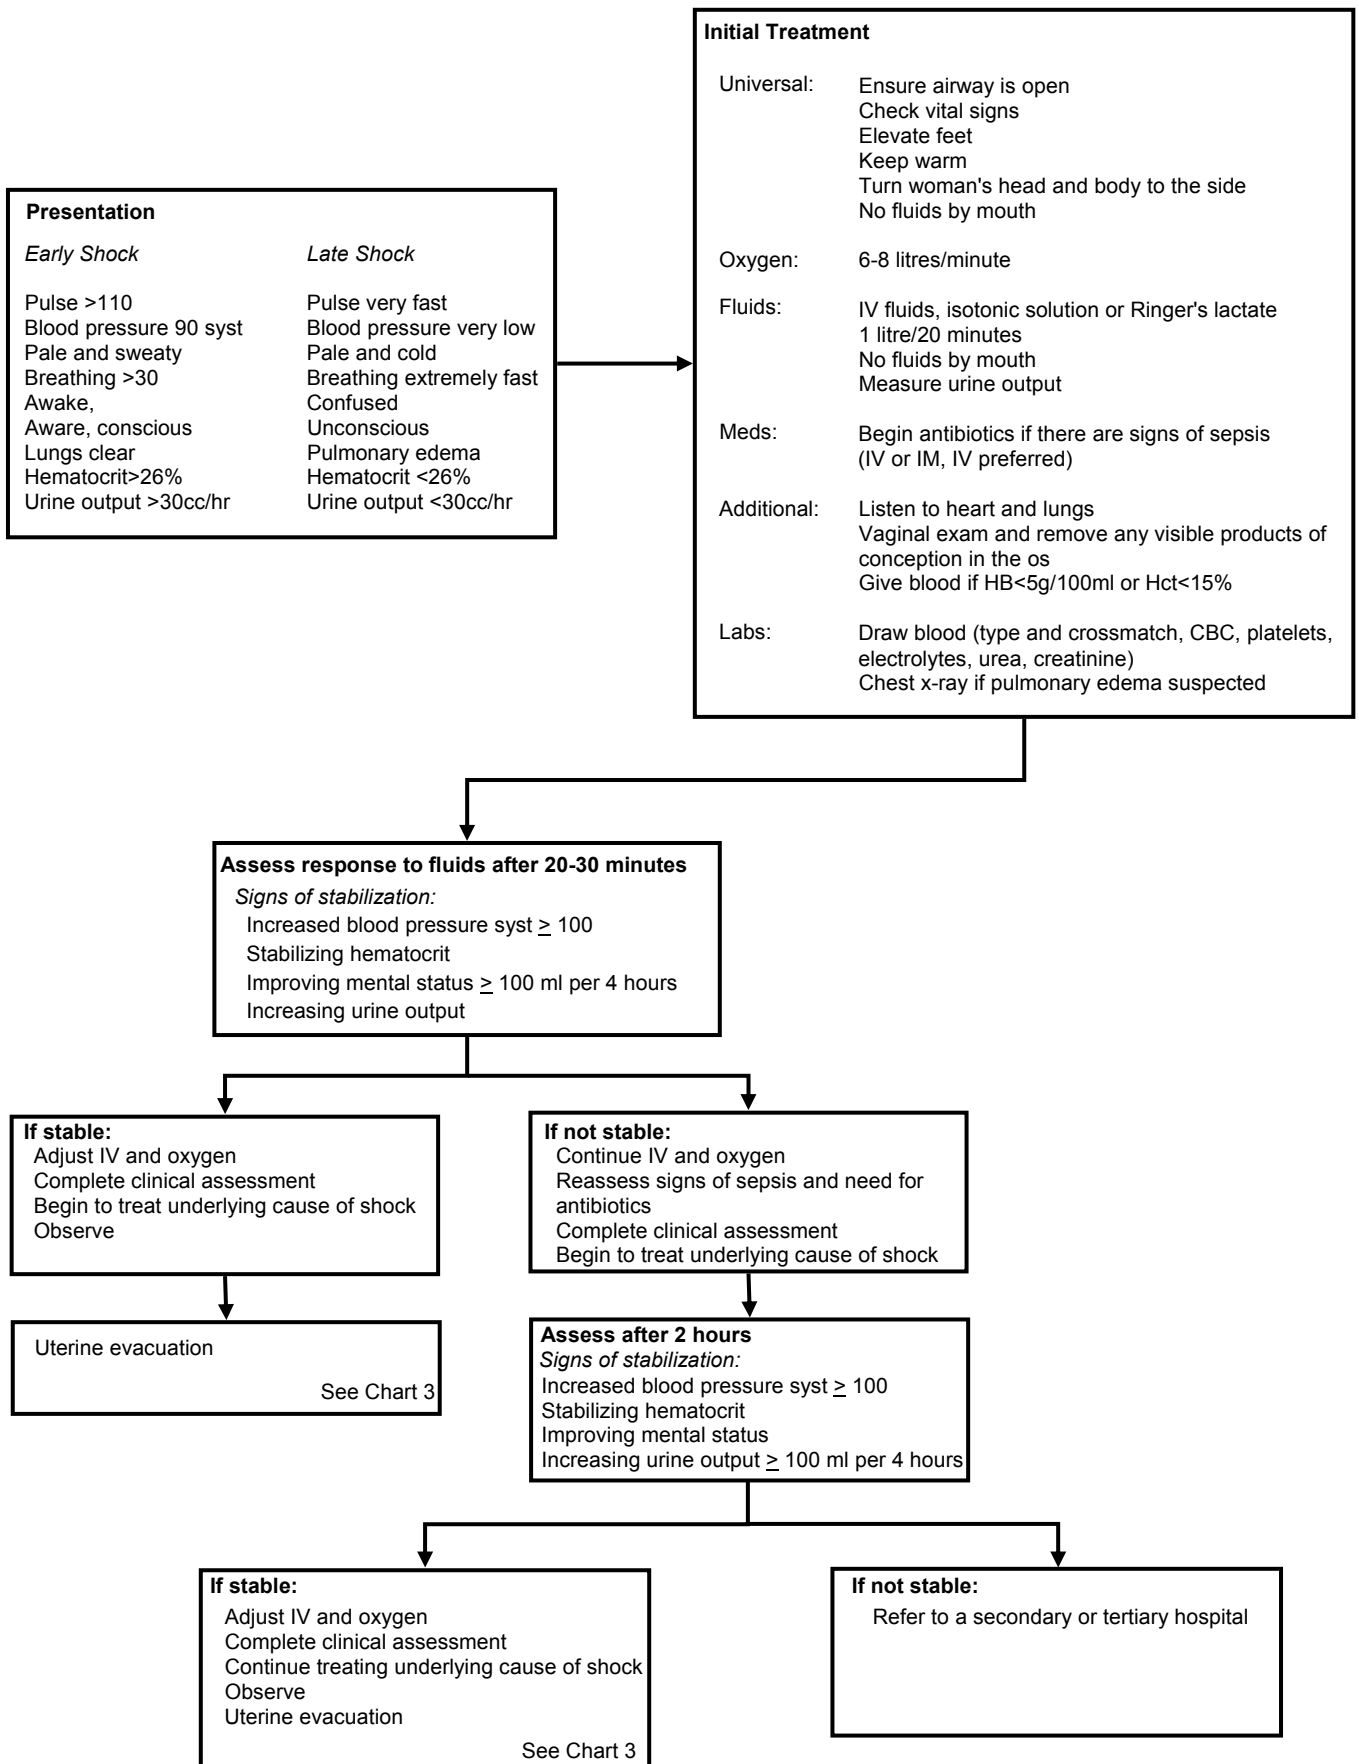 Initial Treatment
Universal: Ensure airway is open
Check vital signs
Elevate feet
Keep warm
Turn woman's head and body to the side
No fluids by mouth
Oxygen: 6-8 litres/minute
Fluids: IV fluids, isotonic solution or Ringer's lactate
1 litre/20 minutes
No fluids by mouth
Measure urine output
Meds: Begin antibiotics if there are signs of sepsis
(IV or IM, IV preferred)
Additional: Listen to heart and lungs
Vaginal exam and remove any visible products of
conception in the os
Give blood if HB<5g/100ml or Hct<15%
Labs: Draw blood (type and crossmatch, CBC, platelets,
electrolytes, urea, creatinine)
Chest x-ray if pulmonary edema suspected
Presentation
Early Shock Late Shock
Pulse >110 Pulse very fast
Blood pressure 90 syst Blood pressure very low
Pale and sweaty Pale and cold
Breathing >30 Breathing extremely fast
Awake, Confused
Aware, conscious Unconscious
Lungs clear Pulmonary edema
Hematocrit>26% Hematocrit <26%
Urine output >30cc/hr Urine output <30cc/hr
Assess response to fluids after 20-30 minutes
Signs of stabilization:
Increased blood pressure syst ≥ 100
Stabilizing hematocrit
Improving mental status ≥ 100 ml per 4 hours
Increasing urine output
If stable:
Adjust IV and oxygen
Complete clinical assessment
Begin to treat underlying cause of shock
Observe
If not stable:
Continue IV and oxygen
Reassess signs of sepsis and need for
antibiotics
Complete clinical assessment
Begin to treat underlying cause of shock
Uterine evacuation
See Chart 3
Assess after 2 hours
Signs of stabilization:
Increased blood pressure syst ≥ 100
Stabilizing hematocrit
Improving mental status
Increasing urine output ≥ 100 ml per 4 hours
If stable:
Adjust IV and oxygen
Complete clinical assessment
Continue treating underlying cause of shock
Observe
Uterine evacuation
See Chart 3
If not stable:
Refer to a secondary or tertiary hospital